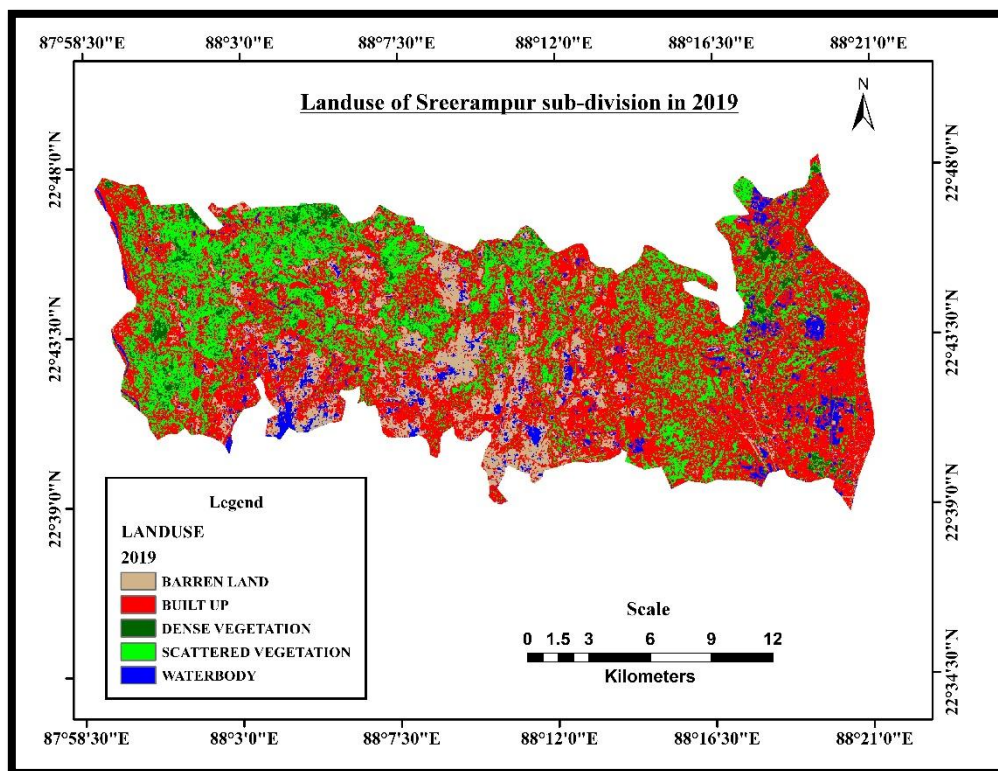 87°58'30"E 88°3'0"E 88°7'30"E 88°12'0"E 88°16'30"E 88°21'0"E
N
Landuse of Sreerampur sub-division in 2019
22°48'0"N
22°48'0"N
22°43'30"N
22°43'30"N
22°39'0"N
22°39'0"N
22°34'30"N
Legend
LANDUSE
2019
BARREN LAND
BUILT UP
DENSE VEGETATION
SCATTERED VEGETATION
WATERBODY
Scale
0 1.5 3 6 9 12
Kilometers
87°58'30"E 88°3'0"E 88°7'30"E 88°12'0"E 88°16'30"E 88°21'0"E